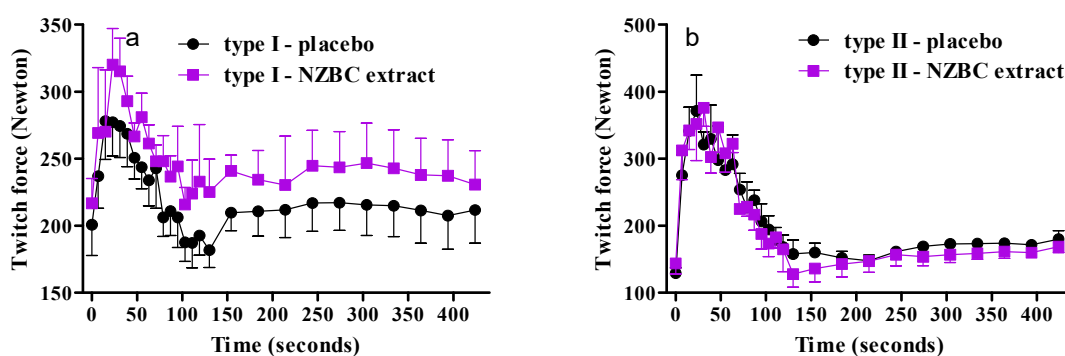 a
type I - placebo
type I - NZBC extract
Twitch force (Newton)
350
300
250
200
150
0
50
100
150
200
250
300
350
400
Time (seconds)
b
type II - placebo
type II - NZBC extract
Twitch force (Newton)
500
400
300
200
100
0
50
100
150
200
250
300
350
400
Time (seconds)